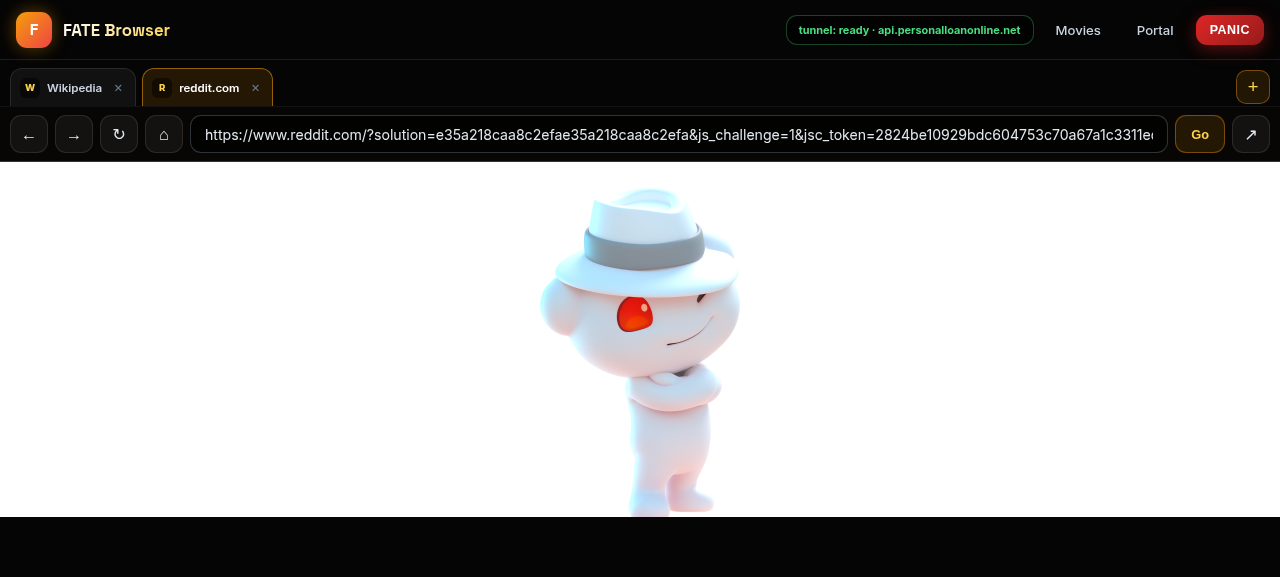 F FATE Browser
tunnel: ready · api.personalloanonline.net Movies Portal PANIC
W Wikipedia × R reddit.com × +
← → ↻ ⌂ https://www.reddit.com/?solution=e35a218caa8c2efae35a218caa8c2efa&js_challenge=1&jsc_token=2824be10929bdc604753c70a67a1c3311e Go ↗